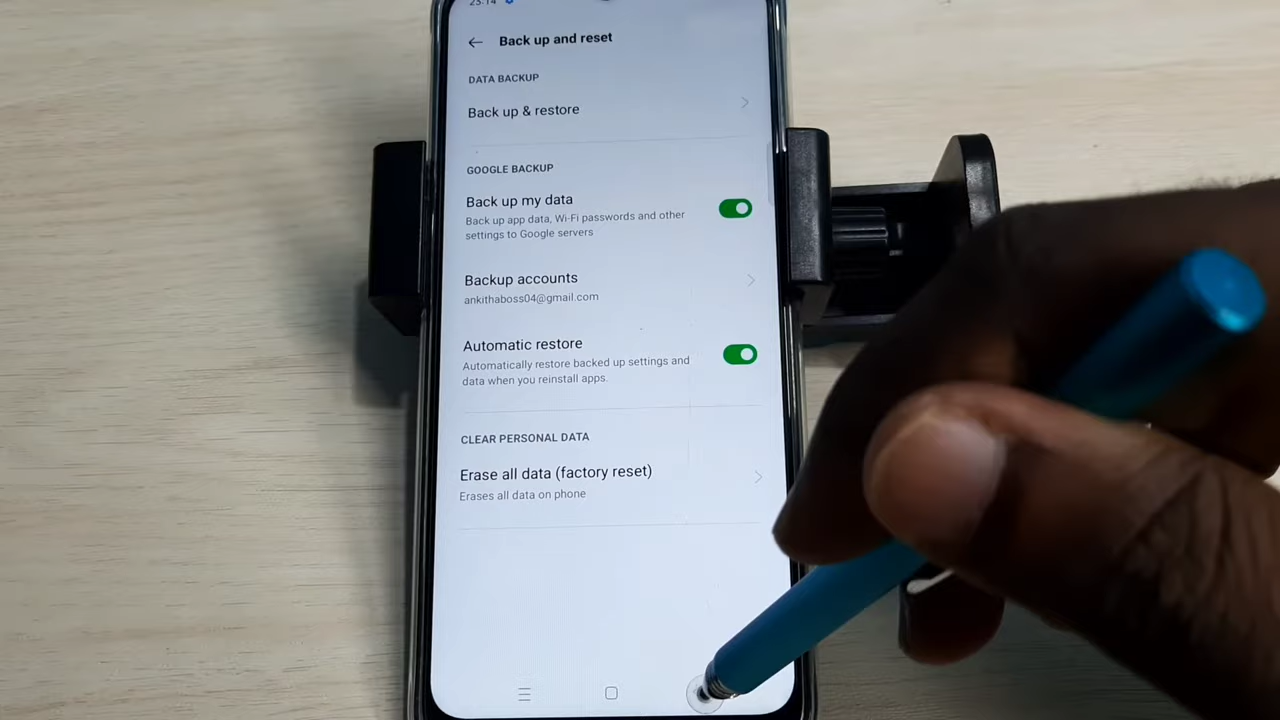 23:14
Back up and reset
DATA BACKUP
Back up & restore
GOOGLE BACKUP
Back up my data
Back up app data, Wi-Fi passwords and other
settings to Google servers
Backup accounts
ankithaboss04@gmail.com
Automatic restore
Automatically restore backed up settings and
data when you reinstall apps.
CLEAR PERSONAL DATA
Erase all data (factory reset)
Erases all data on phone